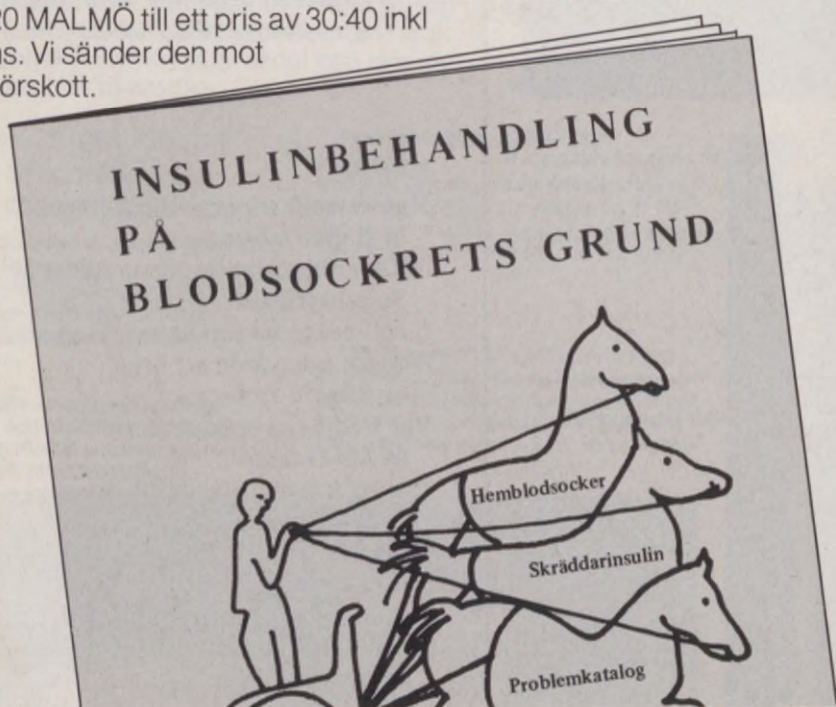 20 MALMÖ till ett pris av 30:40 inkl
Vi sänder den mot
INSULINBEHANDLING
PÅ
BLODSOCKRETS GRUND
Hemblodsocker
Skräddarinsulin
Problemkatalog